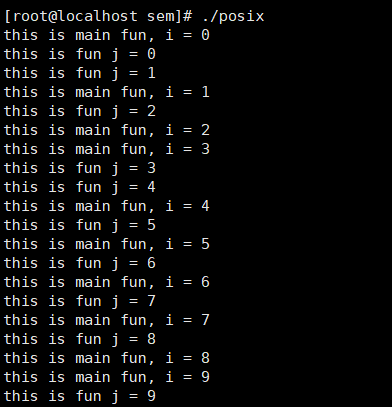 [root@localhost sem]# ./posix
this is main fun, i = 0
this is fun j = 0
this is fun j = 1
this is main fun, i = 1
this is fun j = 2
this is main fun, i = 2
this is main fun, i = 3
this is fun j = 3
this is fun j = 4
this is main fun, i = 4
this is fun j = 5
this is main fun, i = 5
this is fun j = 6
this is main fun, i = 6
this is fun j = 7
this is main fun, i = 7
this is fun j = 8
this is main fun, i = 8
this is main fun, i = 9
this is fun j = 9